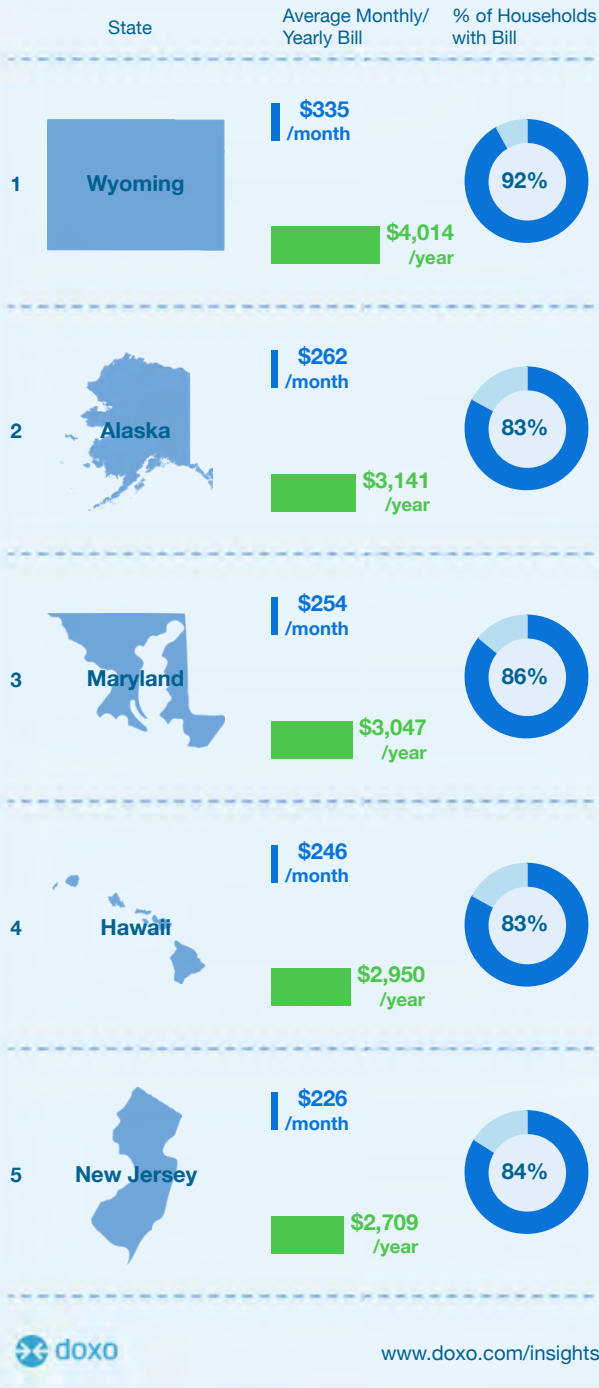 State
Average Monthly/
Yearly Bill
% of Households
with Bill
1
Wyoming
$335
/month
$4,014
/year
92%
2
Alaska
$262
/month
$3,141
/year
83%
3
Maryland
$254
/month
$3,047
/year
86%
4
Hawaii
$246
/month
$2,950
/year
83%
5
New Jersey
$226
/month
$2,709
/year
84%
doxo
www.doxo.com/insights